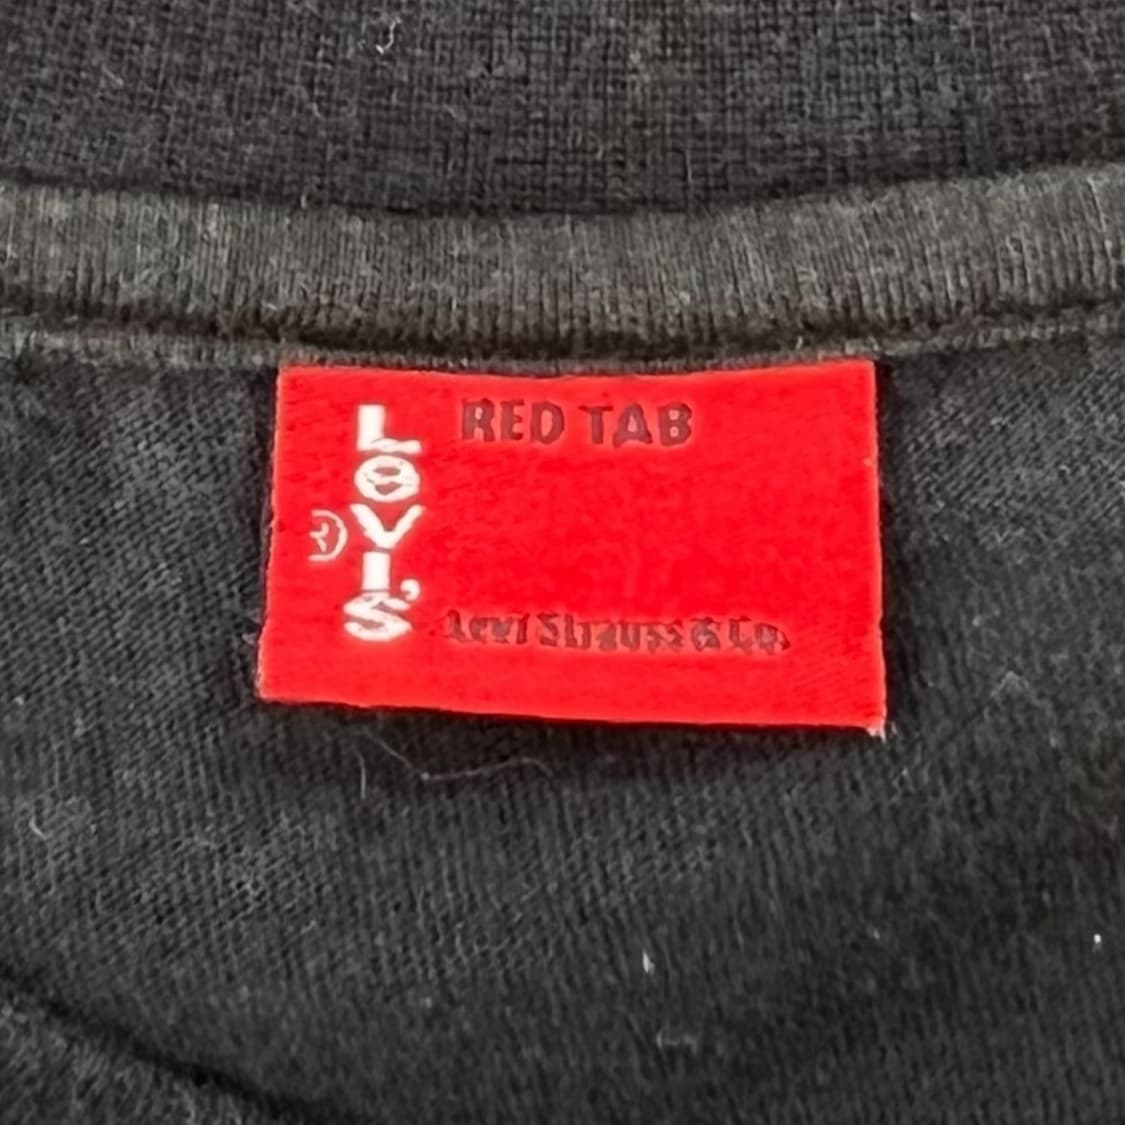 LEVI'S
®
RED TAB
Levi Strauss & Co.